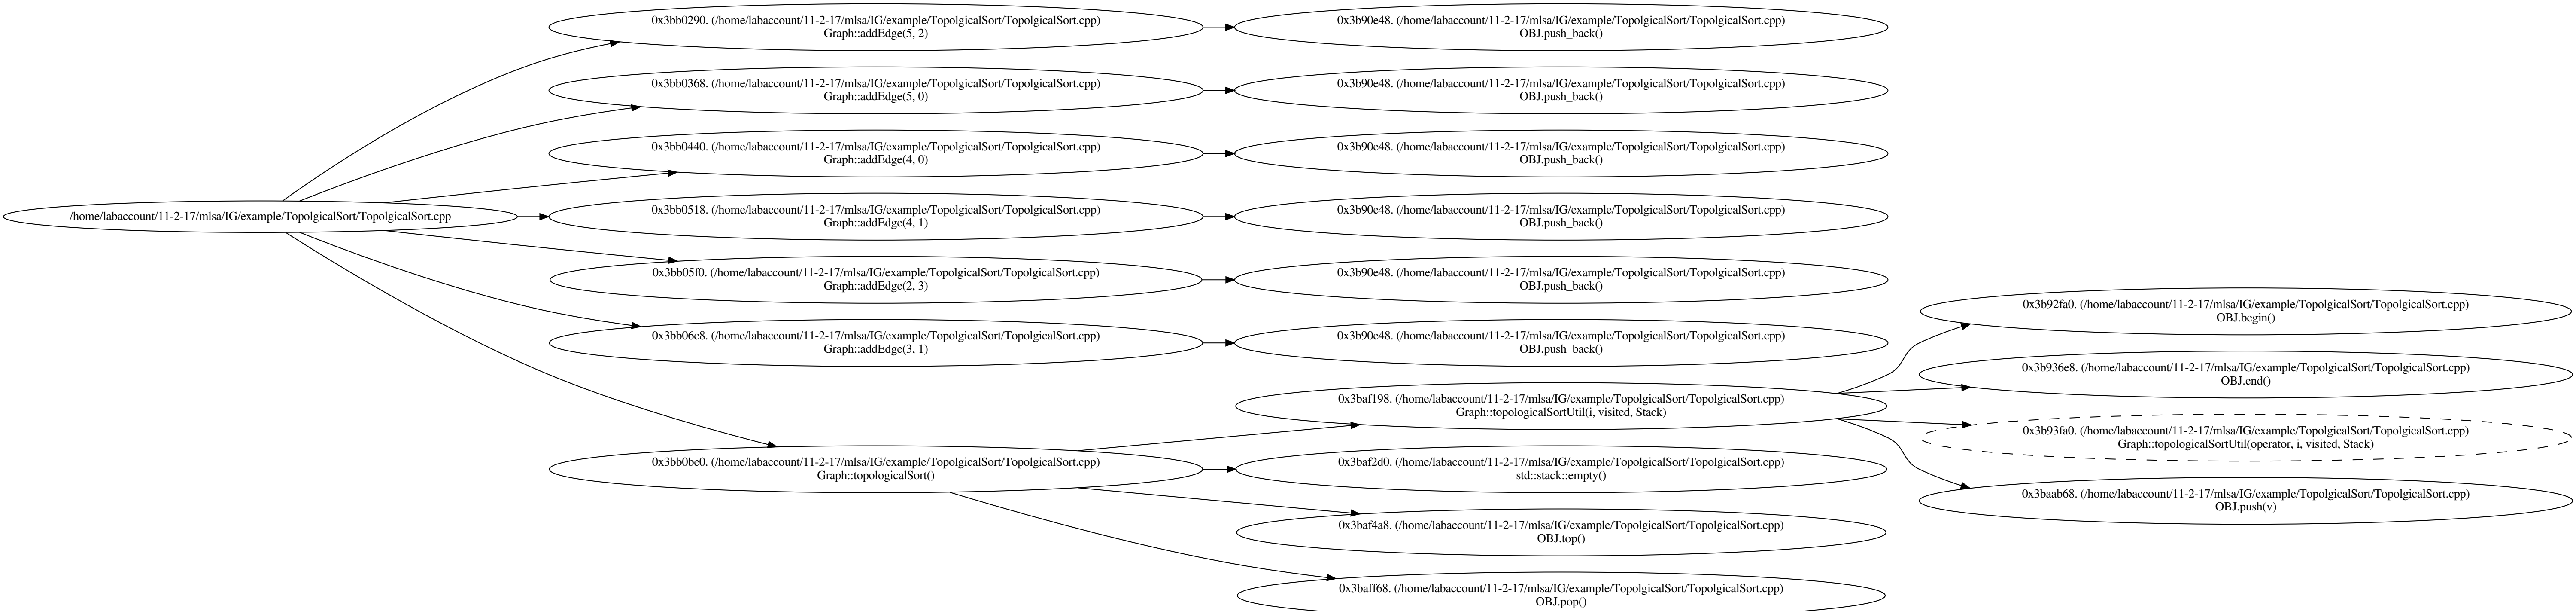 0x3bb0290. (/home/labaccount/11-2-17/mlsa/IG/example/TopolgicalSort/TopolgicalSort.cpp)
Graph::addEdge(5, 2)
0x3b90e48. (/home/labaccount/11-2-17/mlsa/IG/example/TopolgicalSort/TopolgicalSort.cpp)
OBJ.push_back()
0x3bb0368. (/home/labaccount/11-2-17/mlsa/IG/example/TopolgicalSort/TopolgicalSort.cpp)
Graph::addEdge(5, 0)
0x3b90e48. (/home/labaccount/11-2-17/mlsa/IG/example/TopolgicalSort/TopolgicalSort.cpp)
OBJ.push_back()
0x3bb0440. (/home/labaccount/11-2-17/mlsa/IG/example/TopolgicalSort/TopolgicalSort.cpp)
Graph::addEdge(4, 0)
0x3b90e48. (/home/labaccount/11-2-17/mlsa/IG/example/TopolgicalSort/TopolgicalSort.cpp)
OBJ.push_back()
/home/labaccount/11-2-17/mlsa/IG/example/TopolgicalSort/TopolgicalSort.cpp
0x3bb0518. (/home/labaccount/11-2-17/mlsa/IG/example/TopolgicalSort/TopolgicalSort.cpp)
Graph::addEdge(4, 1)
0x3b90e48. (/home/labaccount/11-2-17/mlsa/IG/example/TopolgicalSort/TopolgicalSort.cpp)
OBJ.push_back()
0x3bb05f0. (/home/labaccount/11-2-17/mlsa/IG/example/TopolgicalSort/TopolgicalSort.cpp)
Graph::addEdge(2, 3)
0x3b90e48. (/home/labaccount/11-2-17/mlsa/IG/example/TopolgicalSort/TopolgicalSort.cpp)
OBJ.push_back()
0x3bb06c8. (/home/labaccount/11-2-17/mlsa/IG/example/TopolgicalSort/TopolgicalSort.cpp)
Graph::addEdge(3, 1)
0x3b90e48. (/home/labaccount/11-2-17/mlsa/IG/example/TopolgicalSort/TopolgicalSort.cpp)
OBJ.push_back()
0x3b92fa0. (/home/labaccount/11-2-17/mlsa/IG/example/TopolgicalSort/TopolgicalSort.cpp)
OBJ.begin()
0x3b936e8. (/home/labaccount/11-2-17/mlsa/IG/example/TopolgicalSort/TopolgicalSort.cpp)
OBJ.end()
0x3baf198. (/home/labaccount/11-2-17/mlsa/IG/example/TopolgicalSort/TopolgicalSort.cpp)
Graph::topologicalSortUtil(i, visited, Stack)
0x3b93fa0. (/home/labaccount/11-2-17/mlsa/IG/example/TopolgicalSort/TopolgicalSort.cpp)
Graph::topologicalSortUtil(operator, i, visited, Stack)
0x3bb0be0. (/home/labaccount/11-2-17/mlsa/IG/example/TopolgicalSort/TopolgicalSort.cpp)
Graph::topologicalSort()
0x3baf2d0. (/home/labaccount/11-2-17/mlsa/IG/example/TopolgicalSort/TopolgicalSort.cpp)
std::stack::empty()
0x3baab68. (/home/labaccount/11-2-17/mlsa/IG/example/TopolgicalSort/TopolgicalSort.cpp)
OBJ.push(v)
0x3baf4a8. (/home/labaccount/11-2-17/mlsa/IG/example/TopolgicalSort/TopolgicalSort.cpp)
OBJ.top()
0x3baff68. (/home/labaccount/11-2-17/mlsa/IG/example/TopolgicalSort/TopolgicalSort.cpp)
OBJ.pop()